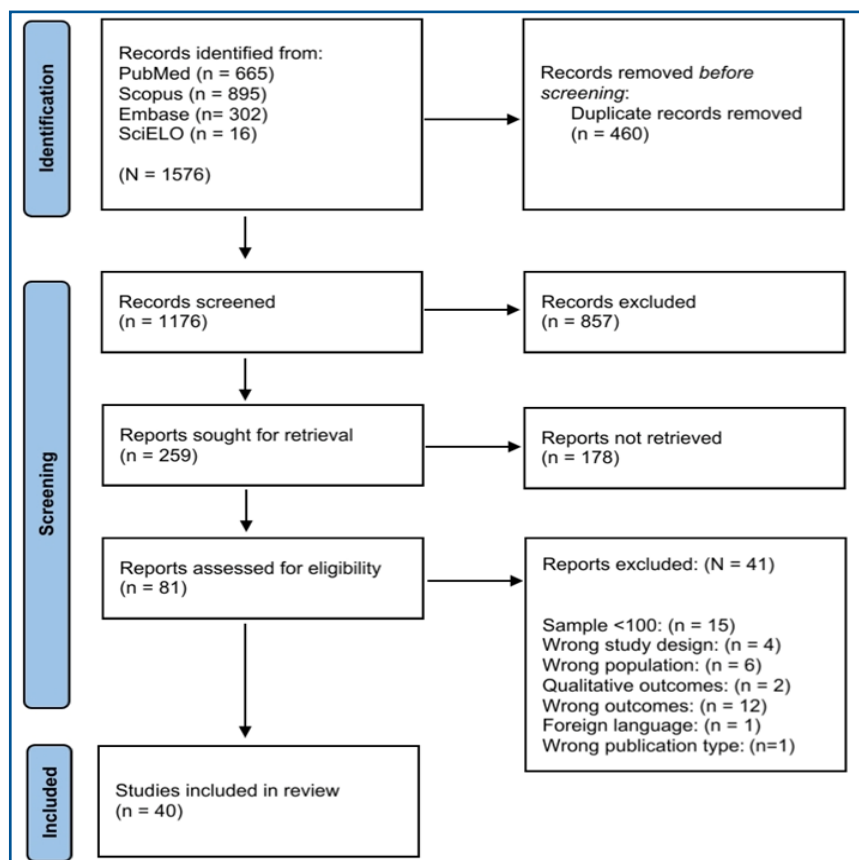 Identification
Records identified from:
PubMed (n = 665)
Scopus (n = 895)
Embase (n= 302)
SciELO (n = 16)
(N = 1576)
Records removed before
screening:
Duplicate records removed
(n = 460)
Screening
Records screened
(n = 1176)
Records excluded
(n = 857)
Reports sought for retrieval
(n = 259)
Reports not retrieved
(n = 178)
Reports assessed for eligibility
(n = 81)
Reports excluded: (N = 41)
Sample <100: (n = 15)
Wrong study design: (n = 4)
Wrong population: (n = 6)
Qualitative outcomes: (n = 2)
Wrong outcomes: (n = 12)
Foreign language: (n = 1)
Wrong publication type: (n=1)
Included
Studies included in review
(n = 40)